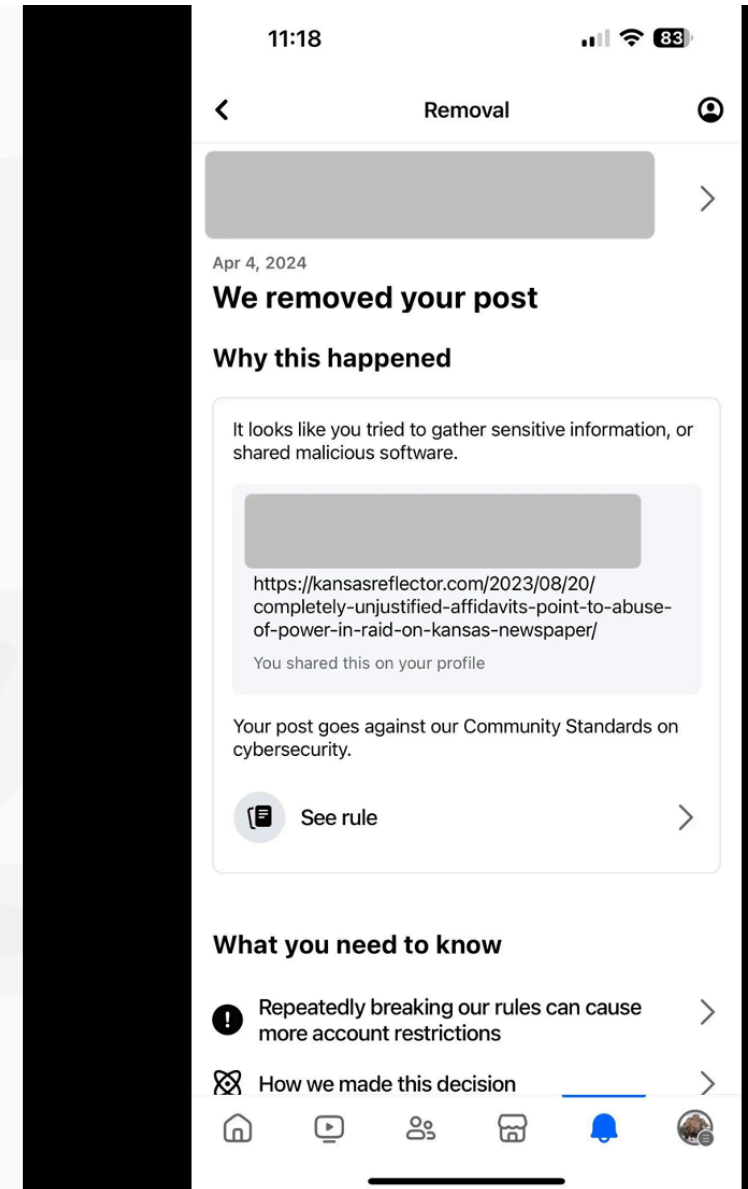 11:18
83
Removal
Apr 4, 2024
We removed your post
Why this happened
It looks like you tried to gather sensitive information, or
shared malicious software.
https://kansasreflector.com/2023/08/20/
completely-unjustified-affidavits-point-to-abuse-
of-power-in-raid-on-kansas-newspaper/
You shared this on your profile
Your post goes against our Community Standards on
cybersecurity.
See rule
What you need to know
Repeatedly breaking our rules can cause
more account restrictions
How we made this decision